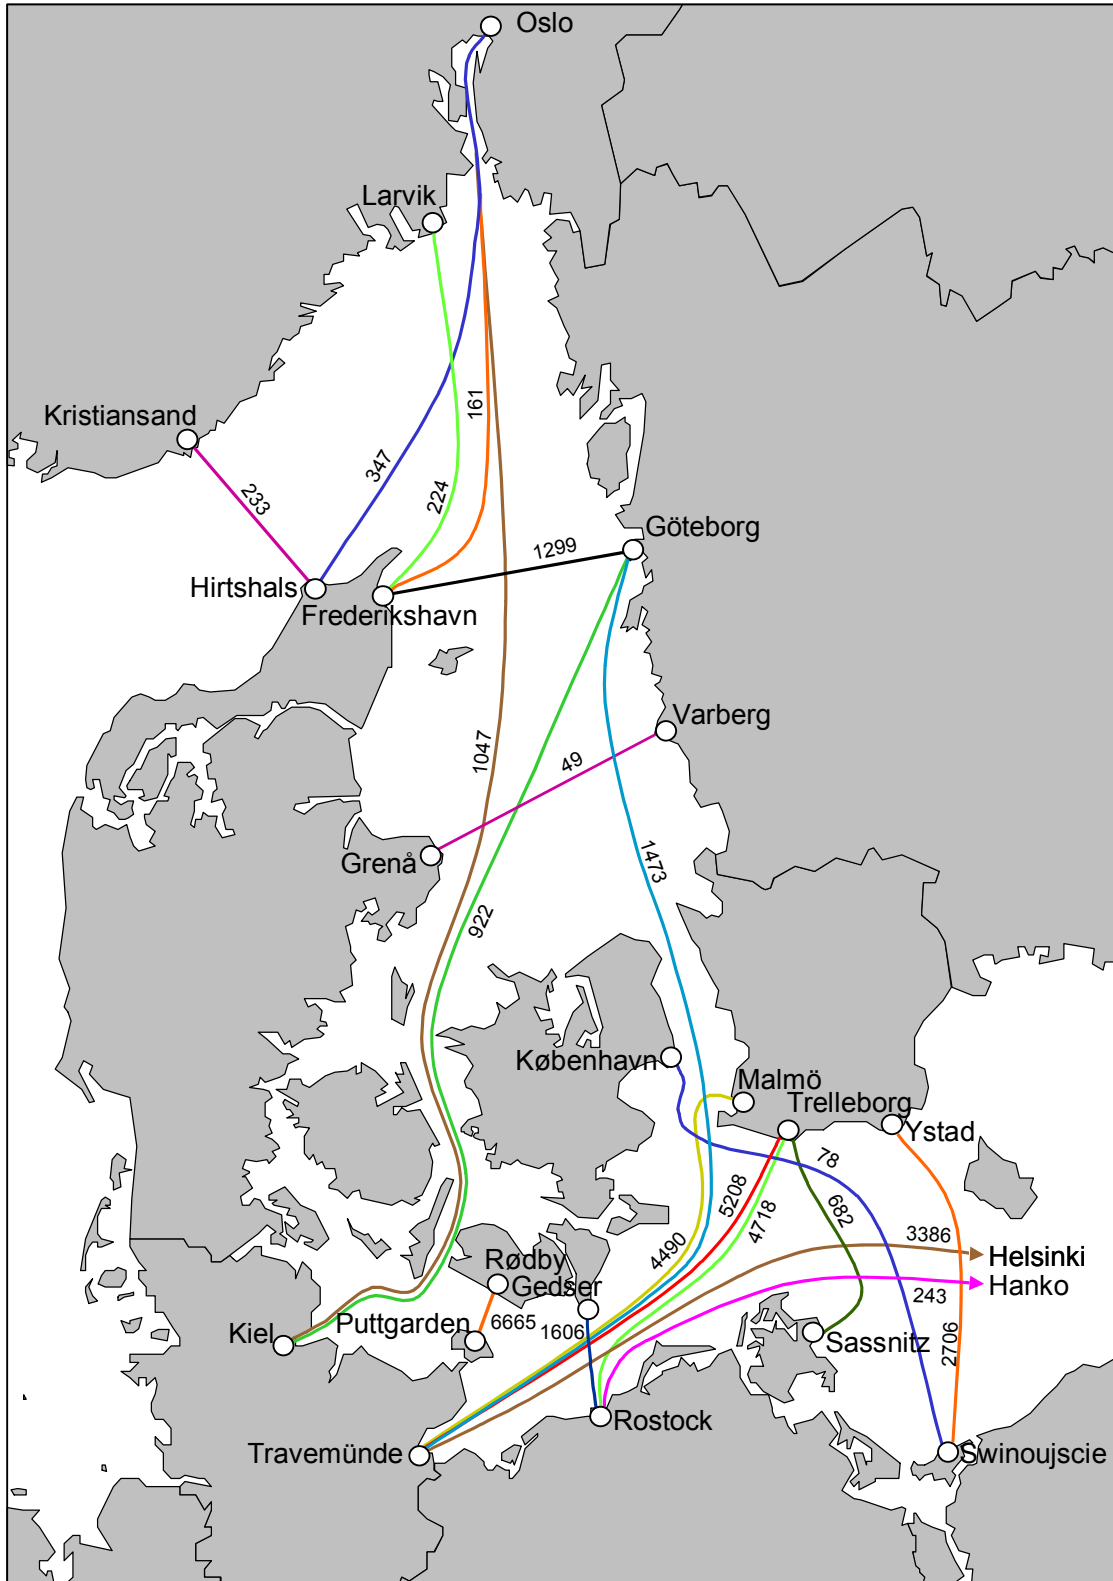 Oslo
Larvik
161
Kristiansand
347
224
233
Göteborg
1299
Hirtshals
Frederikshavn
Varberg
1047
49
Grenå
1473
922
København
Malmö
Trelleborg
Ystad
78
5208
682
4718
3386
4490
Helsinki
Rødby
Gedser
Hanko
243
6665
1606
Puttgarden
Kiel
Sassnitz
2706
Rostock
Travemünde
Swinoujscie